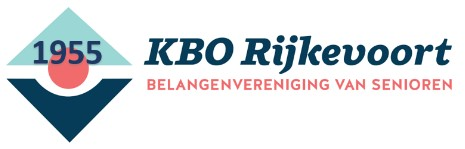 1955
KBO Rijkevoort
BELANGENVERENIGING VAN SENIOREN